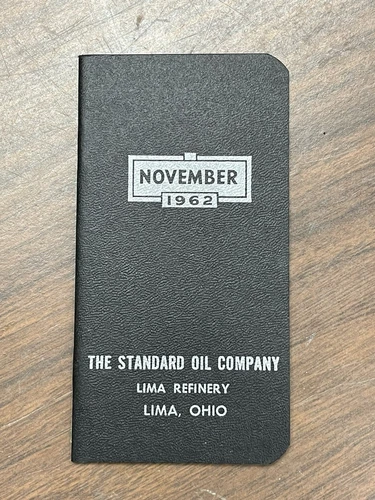 NOVEMBER
1962
THE STANDARD OIL COMPANY
LIMA REFINERY
LIMA, OHIO